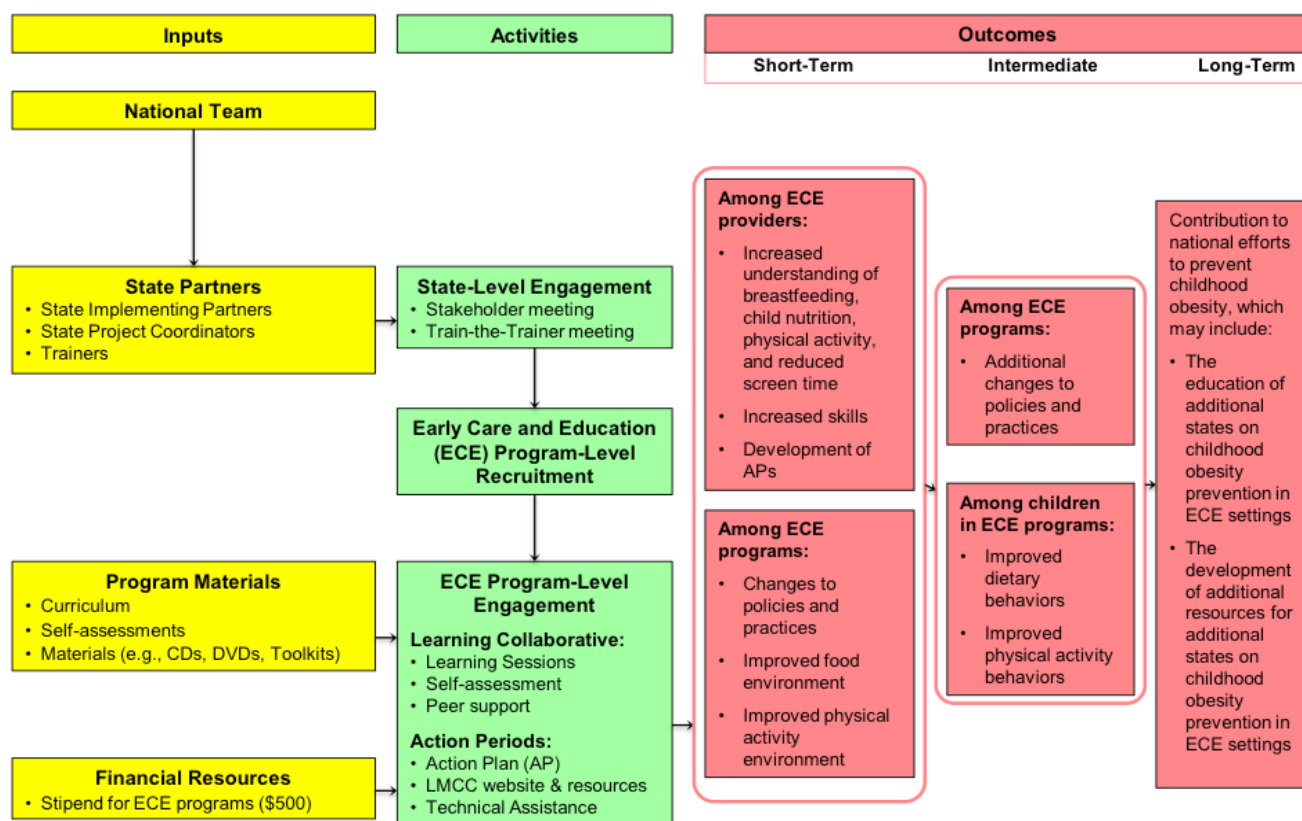 Inputs
Activities
Outcomes
Short-Term
Intermediate
Long-Term
National Team
State Partners
• State Implementing Partners
• State Project Coordinators
• Trainers
State-Level Engagement
• Stakeholder meeting
• Train-the-Trainer meeting
Early Care and Education
(ECE) Program-Level
Recruitment
Program Materials
• Curriculum
• Self-assessments
• Materials (e.g., CDs, DVDs, Toolkits)
Financial Resources
• Stipend for ECE programs ($500)
ECE Program-Level
Engagement
Learning Collaborative:
• Learning Sessions
• Self-assessment
• Peer support
Action Periods:
• Action Plan (AP)
• LMCC website & resources
• Technical Assistance
Among ECE
providers:
• Increased
understanding of
breastfeeding,
child nutrition,
physical activity,
and reduced
screen time
• Increased skills
• Development of
APs
Among ECE
programs:
• Changes to
policies and
practices
• Improved food
environment
• Improved physical
activity
environment
Among ECE
programs:
• Additional
changes to
policies and
practices
Among children
in ECE programs:
• Improved
dietary
behaviors
• Improved
physical activity
behaviors
Contribution to
national efforts
to prevent
childhood
obesity, which
may include:
• The
education of
additional
states on
childhood
obesity
prevention in
ECE settings
• The
development
of additional
resources for
additional
states on
childhood
obesity
prevention in
ECE settings